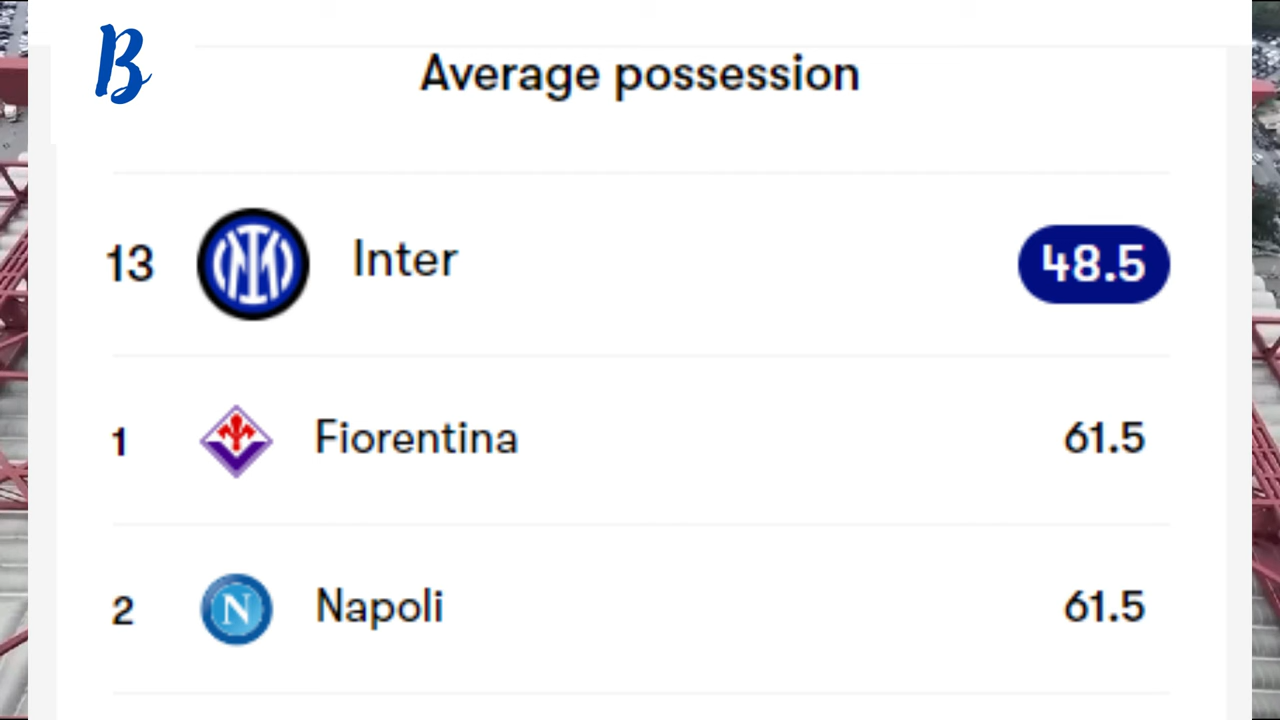 B
Average possession
13 Inter 48.5
1 Fiorentina 61.5
2 N Napoli 61.5